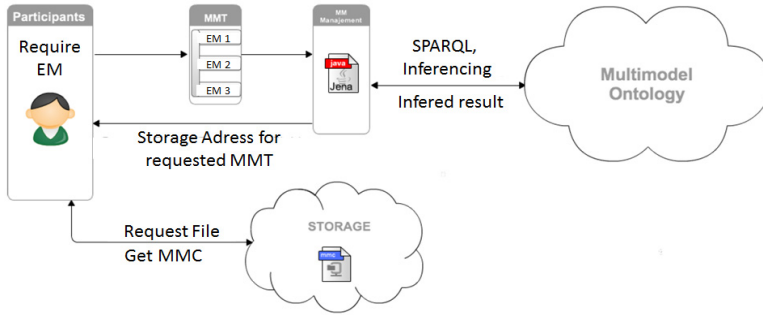 Participants
Require
EM
MMT
EM 1
EM 2
EM 3
MM
Manajement
java
Jena
SPARQL,
Inferencing
Infered result
Multimodel
Ontology
Storage Adress for
requested MMT
Request File
Get MMC
STORAGE
mmc